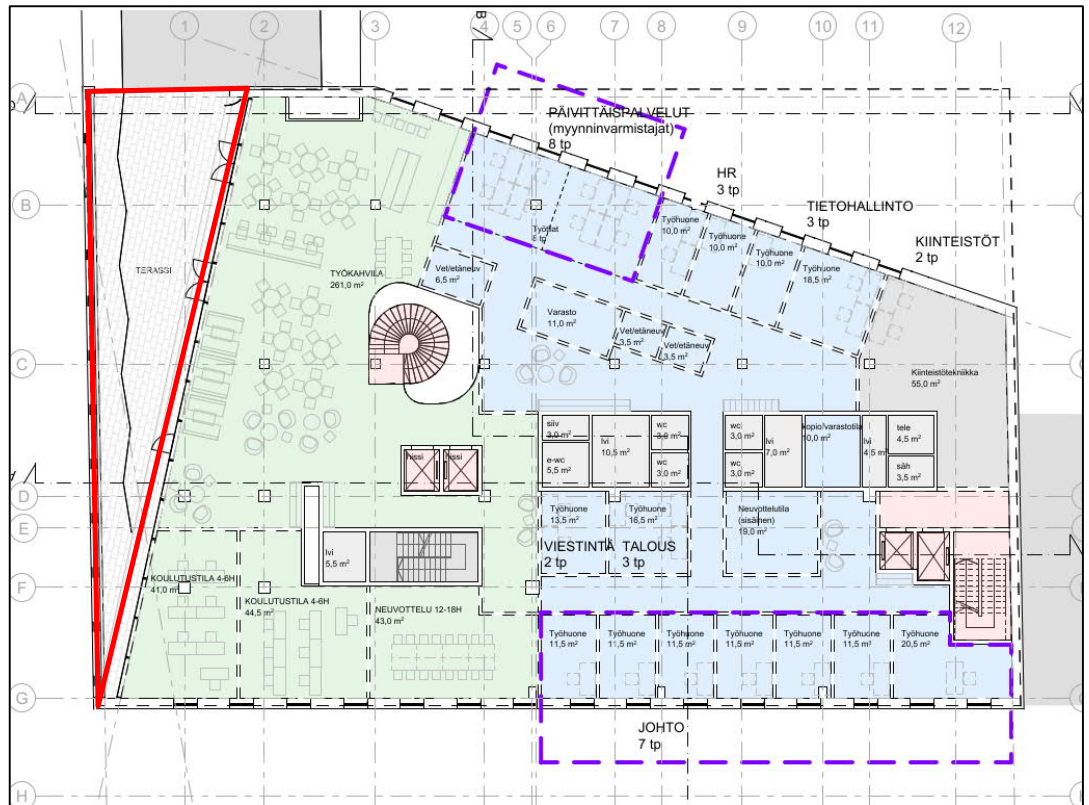 1
2
3
4
5
6
7
8
9
10
11
12
B
A
B
C
D
E
F
G
H
PÄIVITTÄISPALVELUT
(myynninvarmistajat)
8 tp
HR
3 tp
TIETOHALLINTO
3 tp
KIINTEISTÖT
2 tp
TERASSI
TYÖKAHVILA
261,0 m²
Työtilat
8 tp
Työhuone
10,0 m²
Työhuone
10,0 m²
Työhuone
10,0 m²
Työhuone
18,5 m²
Vet/etäneuv
6,5 m²
Varasto
11,0 m²
Vet/etäneuv
3,5 m²
Vet/etäneuv
3,5 m²
Kiinteistötekniikka
55,0 m²
siiv
3,0 m²
e-wc
5,5 m²
lvi
10,5 m²
wc
3,0 m²
wc
3,0 m²
wc
3,0 m²
wc
3,0 m²
lvi
7,0 m²
kopio/varastotila
10,0 m²
lvi
4,5 m²
tele
4,5 m²
säh
3,5 m²
hissi
hissi
Työhuone
13,5 m²
Työhuone
16,5 m²
Neuvottelutila
(sisäinen)
19,0 m²
VIESTINTÄ
2 tp
TALOUS
3 tp
lvi
5,5 m²
KOULUTUSTILA 4-6H
41,0 m²
KOULUTUSTILA 4-6H
44,5 m²
NEUVOTTELU 12-18H
43,0 m²
Työhuone
11,5 m²
Työhuone
11,5 m²
Työhuone
11,5 m²
Työhuone
11,5 m²
Työhuone
11,5 m²
Työhuone
11,5 m²
Työhuone
20,5 m²
JOHTO
7 tp